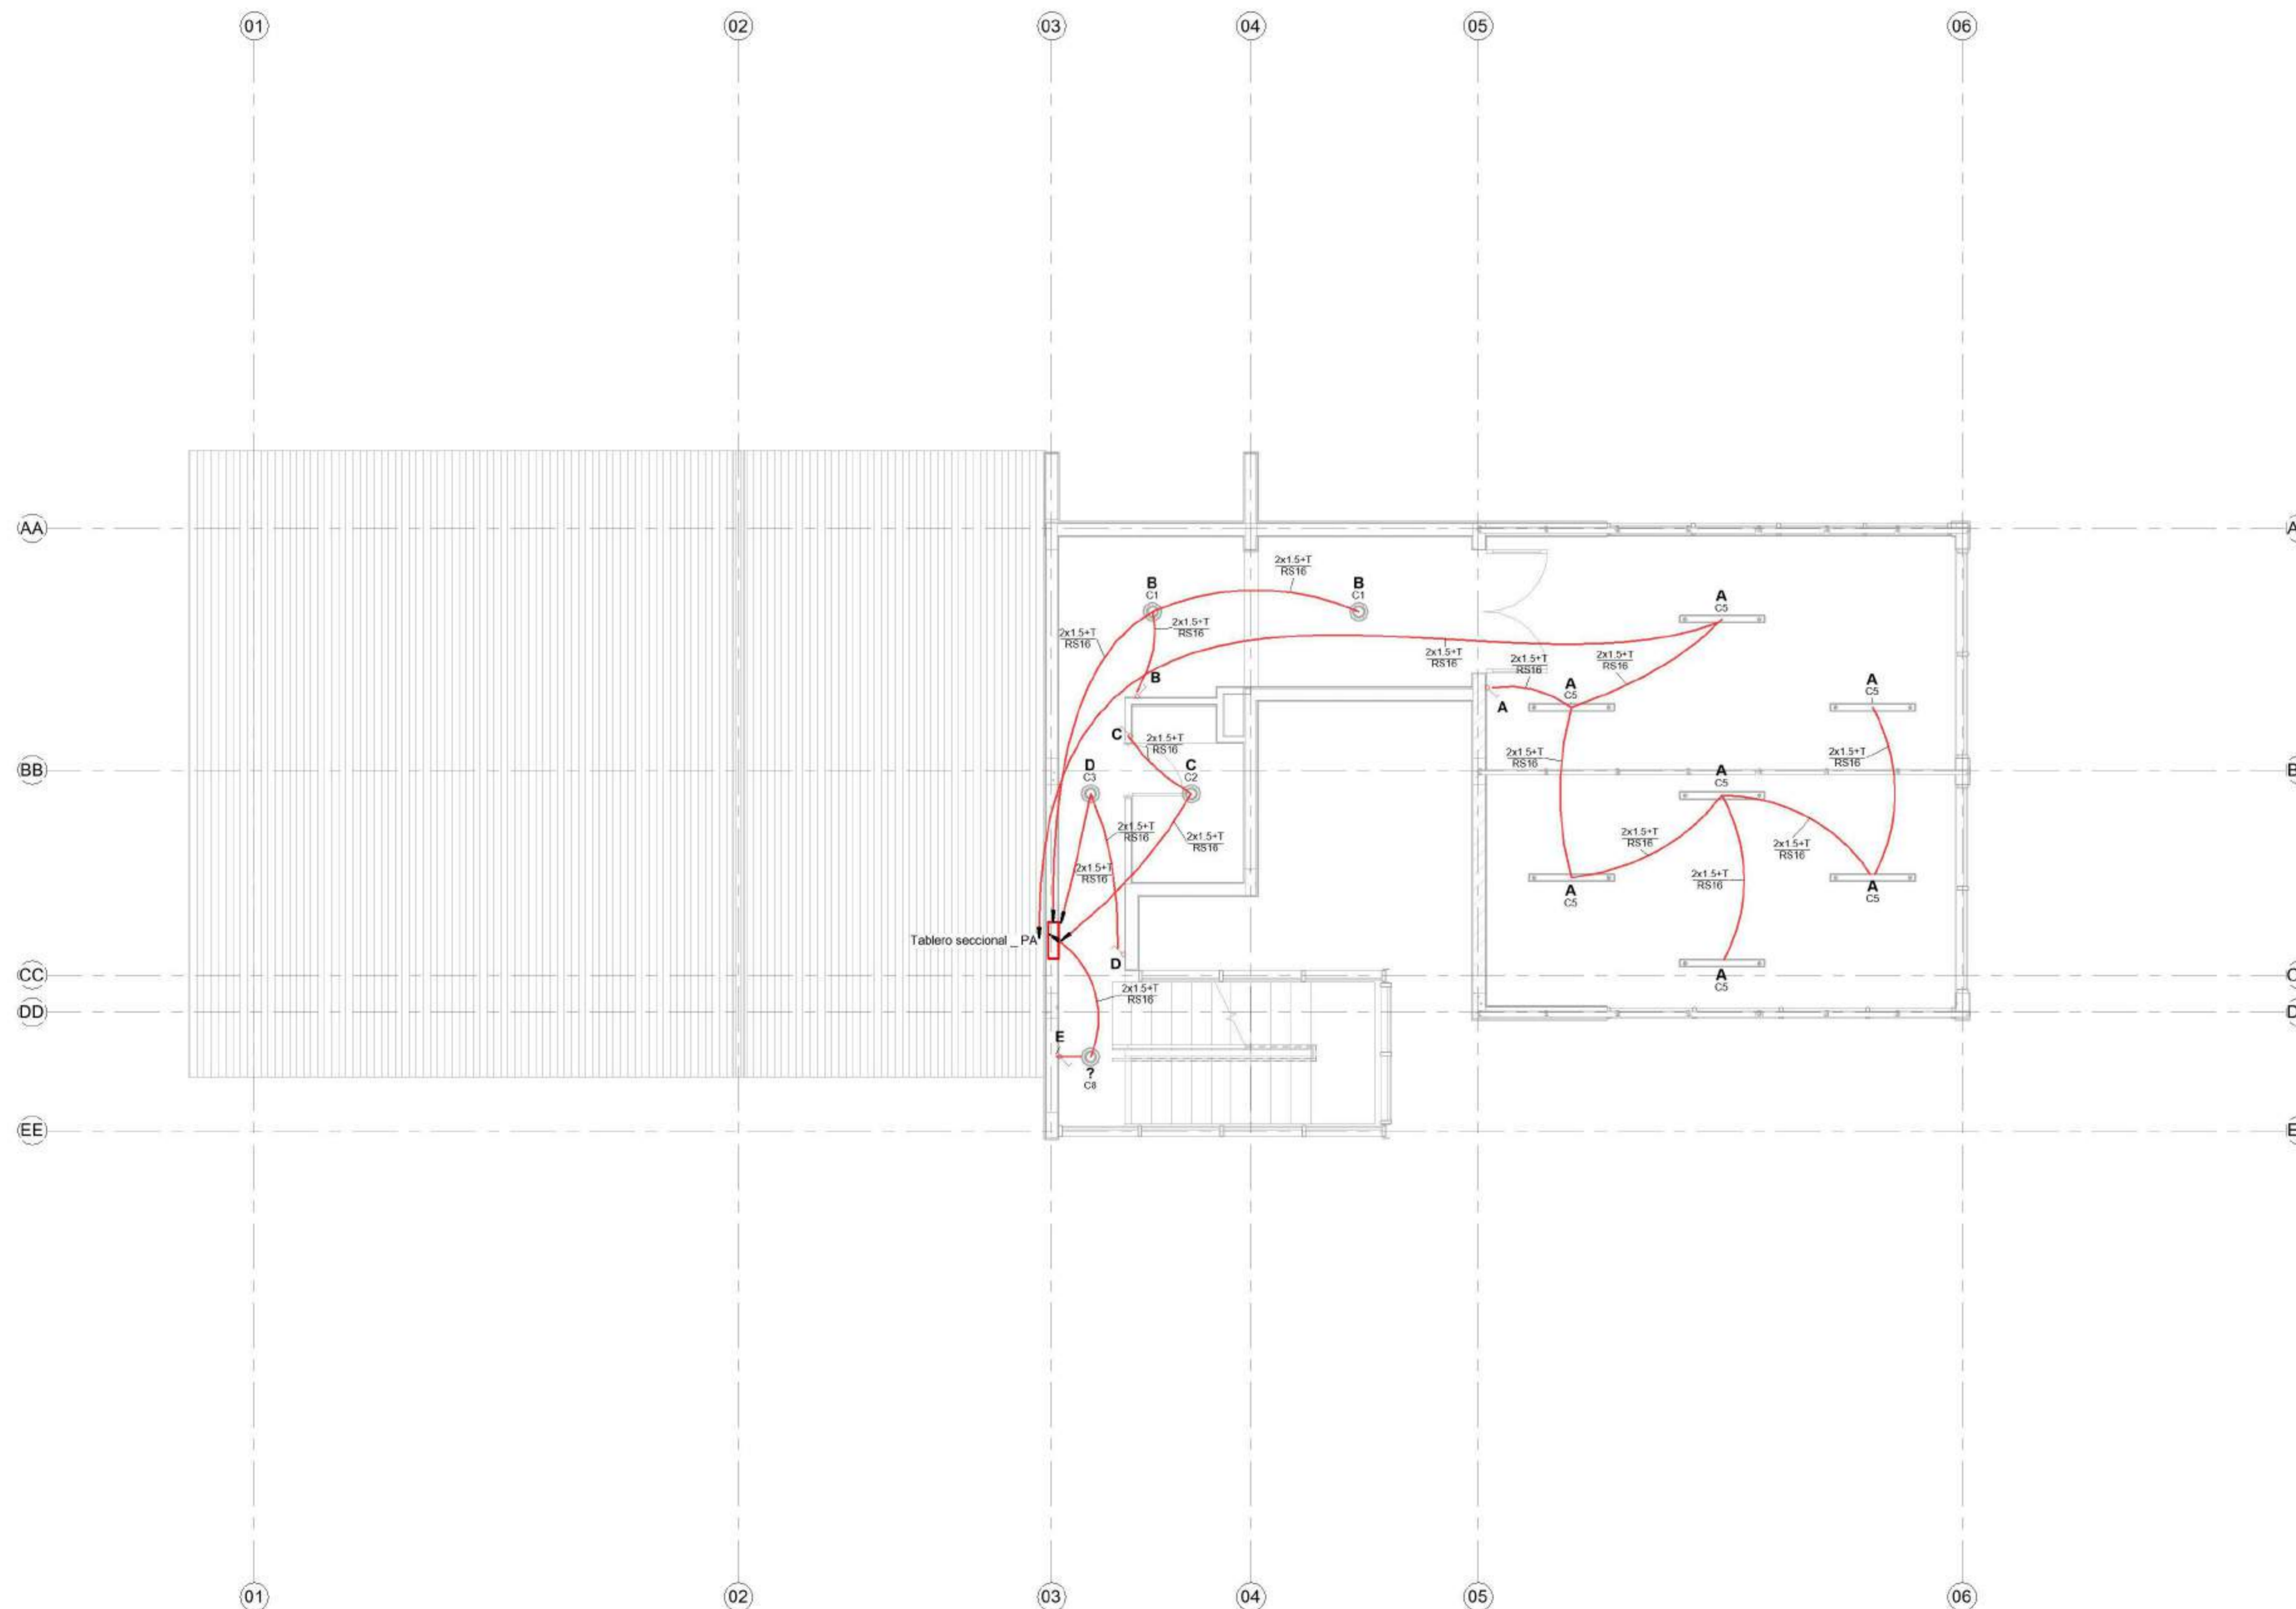 01 02 03 04 05 06
AA
2x1.5+T
RS16
B
C1
B
C1
A
C5
2x1.5+T
RS16
2x1.5+T
RS16
2x1.5+T
RS16
2x1.5+T
RS16
2x1.5+T
RS16
B
A
C5
A
C5
A
C
2x1.5+T
RS16
2x1.5+T
RS16
2x1.5+T
RS16
BB
D
C3
C
C2
A
C5
2x1.5+T
RS16
2x1.5+T
RS16
2x1.5+T
RS16
2x1.5+T
RS16
2x1.5+T
RS16
2x1.5+T
RS16
A
C5
A
C5
Tablero seccional _ PA
D
A
C5
CC
2x1.5+T
RS16
DD
E
?
C8
EE
01 02 03 04 05 06